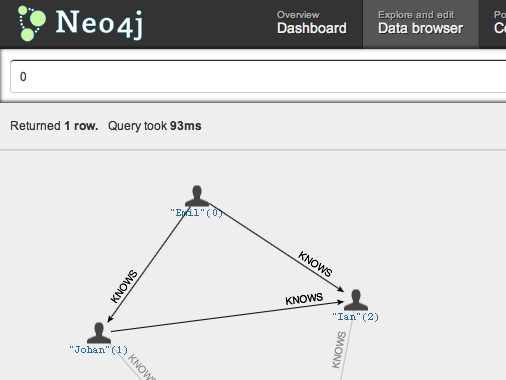 Neo4j
Overview
Dashboard
Explore and edit
Data browser
Po
Co
0
Returned 1 row. Query took 93ms
"Emil"(0)
KNOWS
KNOWS
KNOWS
"Ian"(2)
"Johan"(1)
KNOWS
KNOWS